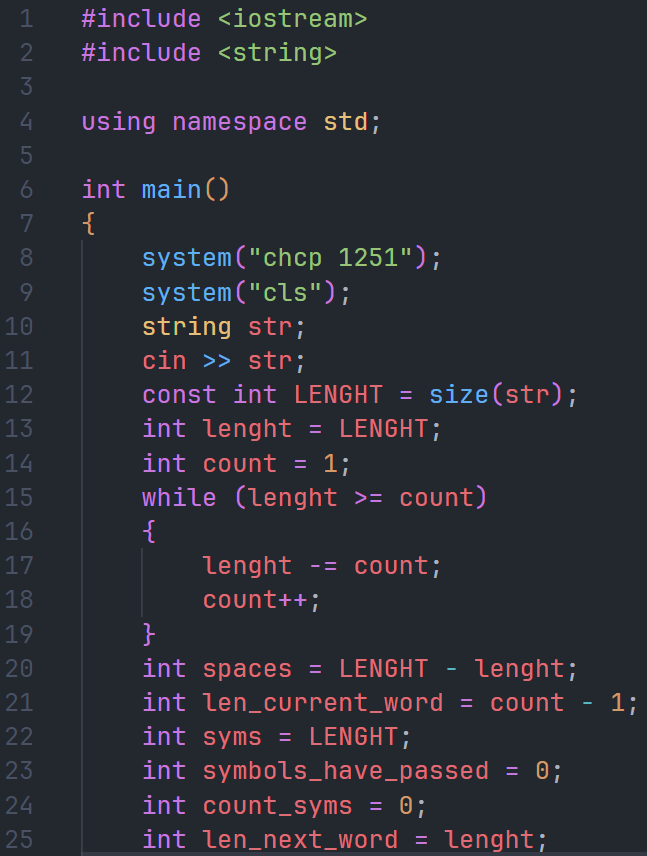 1 #include <iostream>
2 #include <string>
3
4 using namespace std;
5
6 int main()
7 {
8     system("chcp 1251");
9     system("cls");
10     string str;
11     cin >> str;
12     const int LENGHT = size(str);
13     int lenght = LENGHT;
14     int count = 1;
15     while (lenght >= count)
16     {
17         lenght -= count;
18         count++;
19     }
20     int spaces = LENGHT - lenght;
21     int len_current_word = count - 1;
22     int syms = LENGHT;
23     int symbols_have_passed = 0;
24     int count_syms = 0;
25     int len_next_word = lenght;